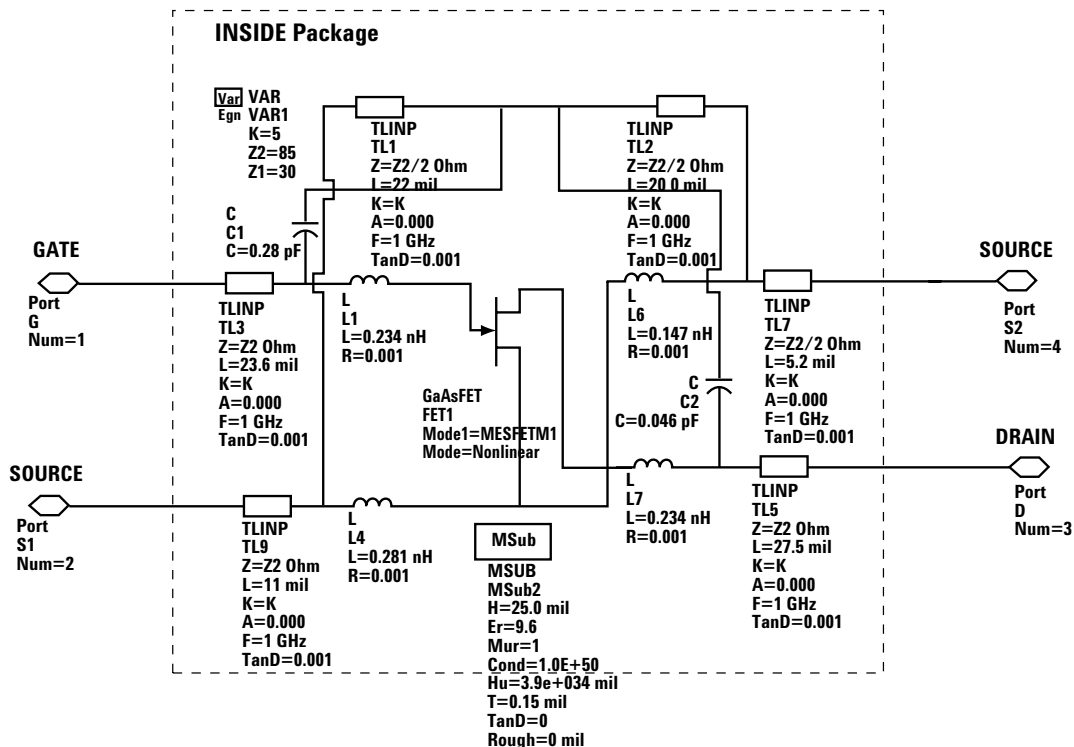 INSIDE Package
Var VAR
Egn VAR1
K=5
Z2=85
Z1=30
TLINP
TL1
Z=Z2/2 Ohm
L=22 mil
K=K
A=0.000
F=1 GHz
TanD=0.001
TLINP
TL2
Z=Z2/2 Ohm
L=20 0 mil
K=K
A=0.000
F=1 GHz
TanD=0.001
C
C1
C=0.28 pF
GATE
Port
G
Num=1
TLINP
TL3
Z=Z2 Ohm
L=23.6 mil
K=K
A=0.000
F=1 GHz
TanD=0.001
L
L1
L=0.234 nH
R=0.001
GaAsFET
FET1
Mode1=MESFETM1
Mode=Nonlinear
L
L6
L=0.147 nH
R=0.001
C
C2
C=0.046 pF
TLINP
TL7
Z=Z2/2 Ohm
L=5.2 mil
K=K
A=0.000
F=1 GHz
TanD=0.001
SOURCE
Port
S2
Num=4
SOURCE
Port
S1
Num=2
TLINP
TL9
Z=Z2 Ohm
L=11 mil
K=K
A=0.000
F=1 GHz
TanD=0.001
L
L4
L=0.281 nH
R=0.001
MSub
MSUB
MSub2
H=25.0 mil
Er=9.6
Mur=1
Cond=1.0E+50
Hu=3.9e+034 mil
T=0.15 mil
TanD=0
Rough=0 mil
L
L7
L=0.234 nH
R=0.001
TLINP
TL5
Z=Z2 Ohm
L=27.5 mil
K=K
A=0.000
F=1 GHz
TanD=0.001
DRAIN
Port
D
Num=3